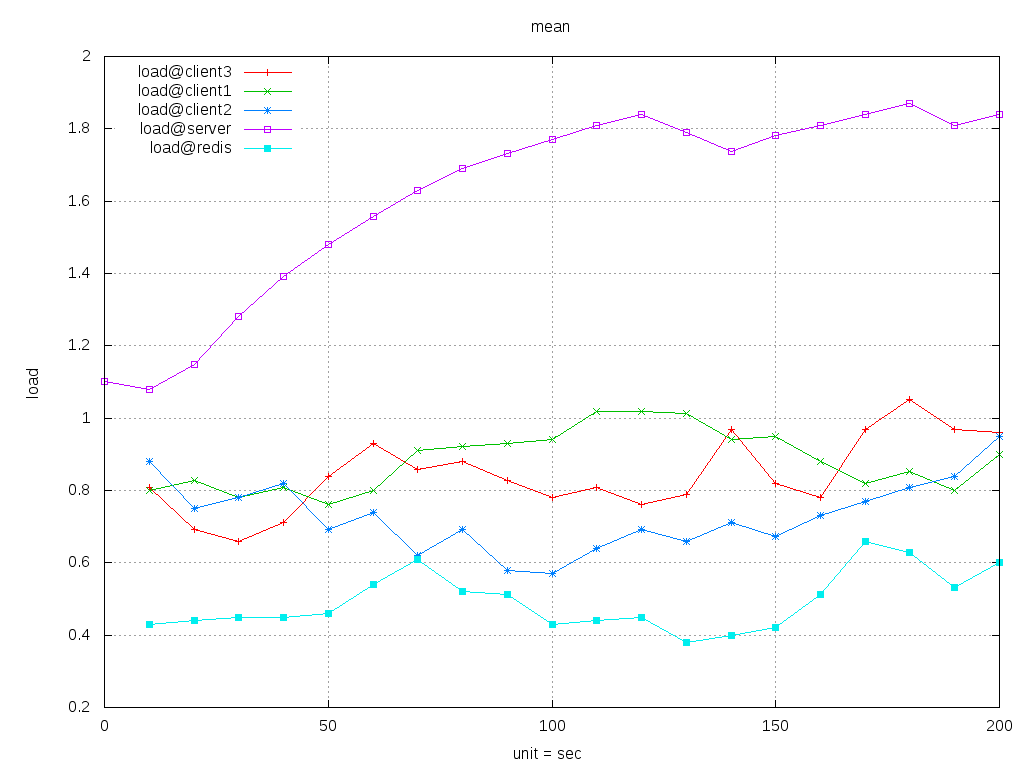 mean
load@client3
load@client1
load@client2
load@server
load@redis
2
1.8
1.6
1.4
1.2
1
0.8
0.6
0.4
0.2
load
0 50 100 150 200
unit = sec